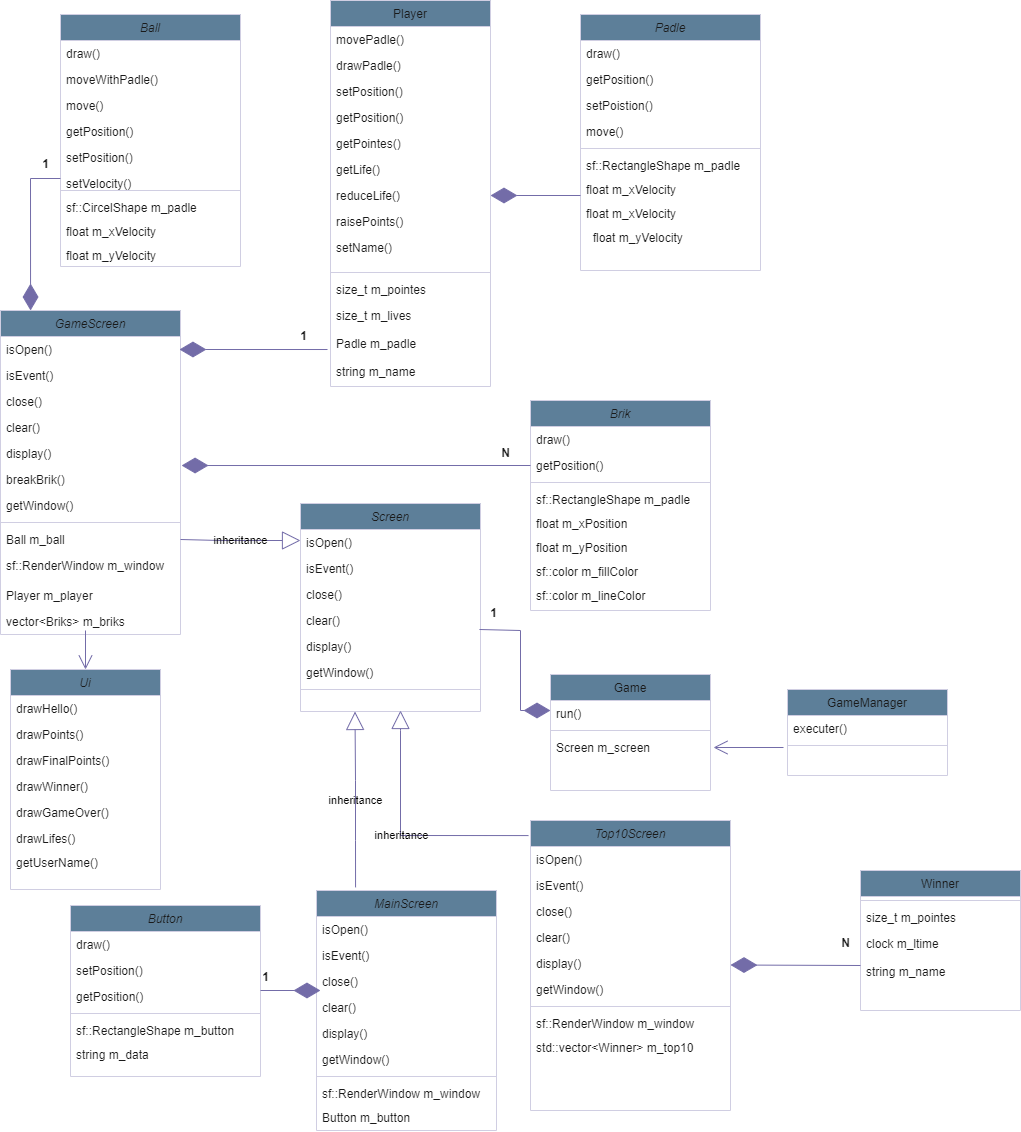 Ball
draw()
moveWithPadle()
move()
getPosition()
setPosition()
setVelocity()
sf::CircelShape m_padle
float m_xVelocity
float m_yVelocity
Player
movePadle()
drawPadle()
setPosition()
getPosition()
getPointes()
getLife()
reduceLife()
raisePoints()
setName()
size_t m_pointes
size_t m_lives
Padle m_padle
string m_name
Padle
draw()
getPosition()
setPoistion()
move()
sf::RectangleShape m_padle
float m_xVelocity
float m_xVelocity
float m_yVelocity
1
1
N
GameScreen
isOpen()
isEvent()
close()
clear()
display()
breakBrik()
getWindow()
Ball m_ball
sf::RenderWindow m_window
Player m_player
vector<Briks> m_briks
Brik
draw()
getPosition()
sf::RectangleShape m_padle
float m_xPosition
float m_yPosition
sf::color m_fillColor
sf::color m_lineColor
inheritance
Screen
isOpen()
isEvent()
close()
clear()
display()
getWindow()
1
Ui
drawHello()
drawPoints()
drawFinalPoints()
drawWinner()
drawGameOver()
drawLifes()
getUserName()
Game
run()
Screen m_screen
GameManager
executer()
inheritance
inheritance
Top10Screen
isOpen()
isEvent()
close()
clear()
display()
getWindow()
sf::RenderWindow m_window
std::vector<Winner> m_top10
N
Winner
size_t m_pointes
clock m_ltime
string m_name
Button
draw()
setPosition()
getPosition()
sf::RectangleShape m_button
string m_data
1
MainScreen
isOpen()
isEvent()
close()
clear()
display()
getWindow()
sf::RenderWindow m_window
Button m_button